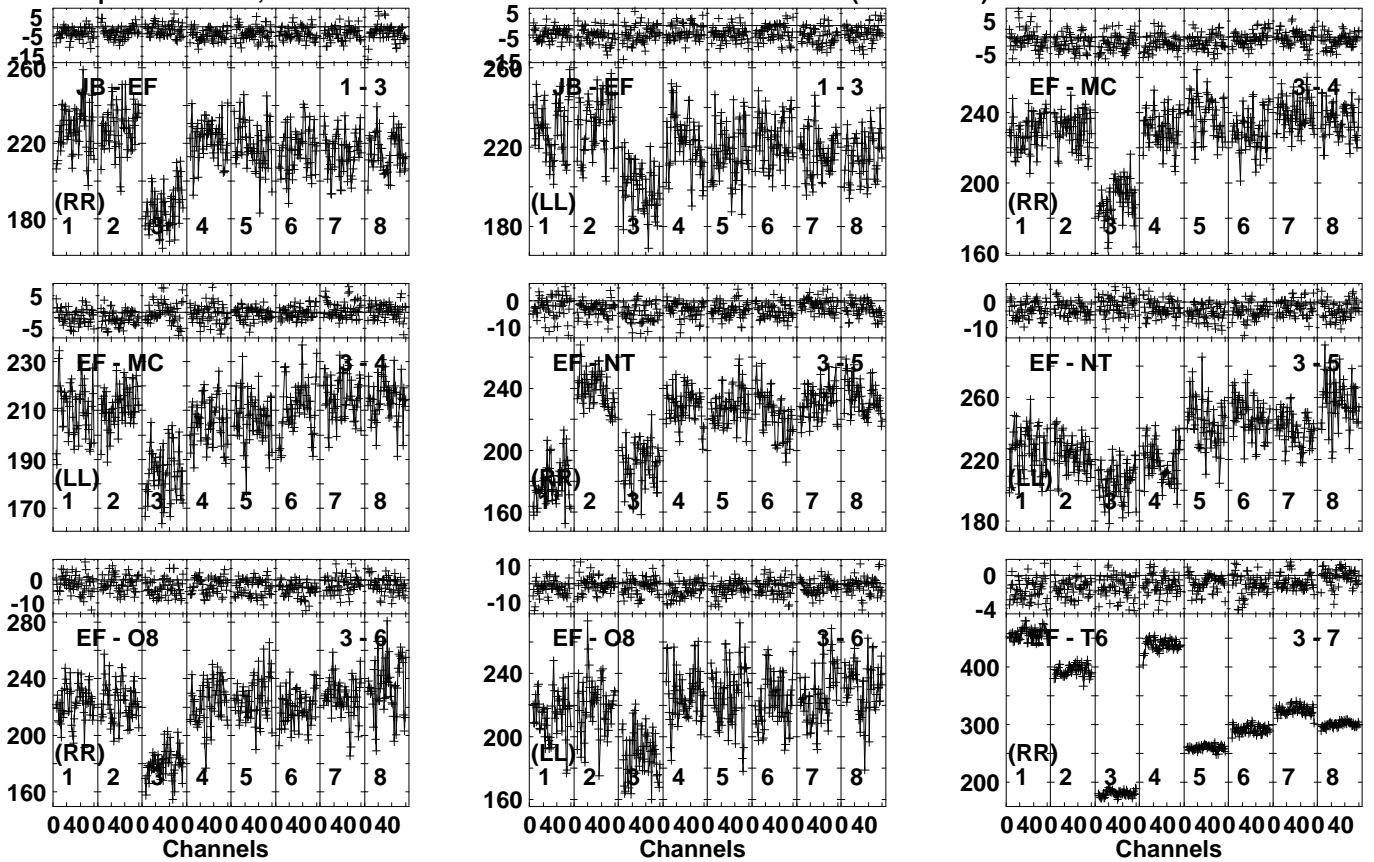 5 -5 -15
260 220 180
JB - EF 1 - 3
(RR)
1 2 3 4 5 6 7 8
15 5 -5 -15
260 220 180
JB - EF 1 - 3
(LL)
1 2 3 4 5 6 7 8
5 -5
240 200 160
EF - MC 3 - 4
(RR)
1 2 3 4 5 6 7 8
5 -5
230 210 190 170
EF - MC 3 - 4
(LL)
1 2 3 4 5 6 7 8
0 -10
240 200 160
EF - NT 3 - 5
(RR)
1 2 3 4 5 6 7 8
0 -10
260 220 180
EF - NT 3 - 5
(LL)
1 2 3 4 5 6 7 8
0 -10
280 240 200 160
EF - O8 3 - 6
(RR)
1 2 3 4 5 6 7 8
0 40 0 40 0 40 0 40 0 40 0 40 0 40 0 40
Channels
10 0 -10
240 200 160
EF - O8 3 - 6
(LL)
1 2 3 4 5 6 7 8
0 40 0 40 0 40 0 40 0 40 0 40 0 40 0 40
Channels
0 -4
400 300 200
EF - T6 3 - 7
(RR)
1 2 3 4 5 6 7 8
0 40 0 40 0 40 0 40 0 40 0 40 0 40 0 40
Channels